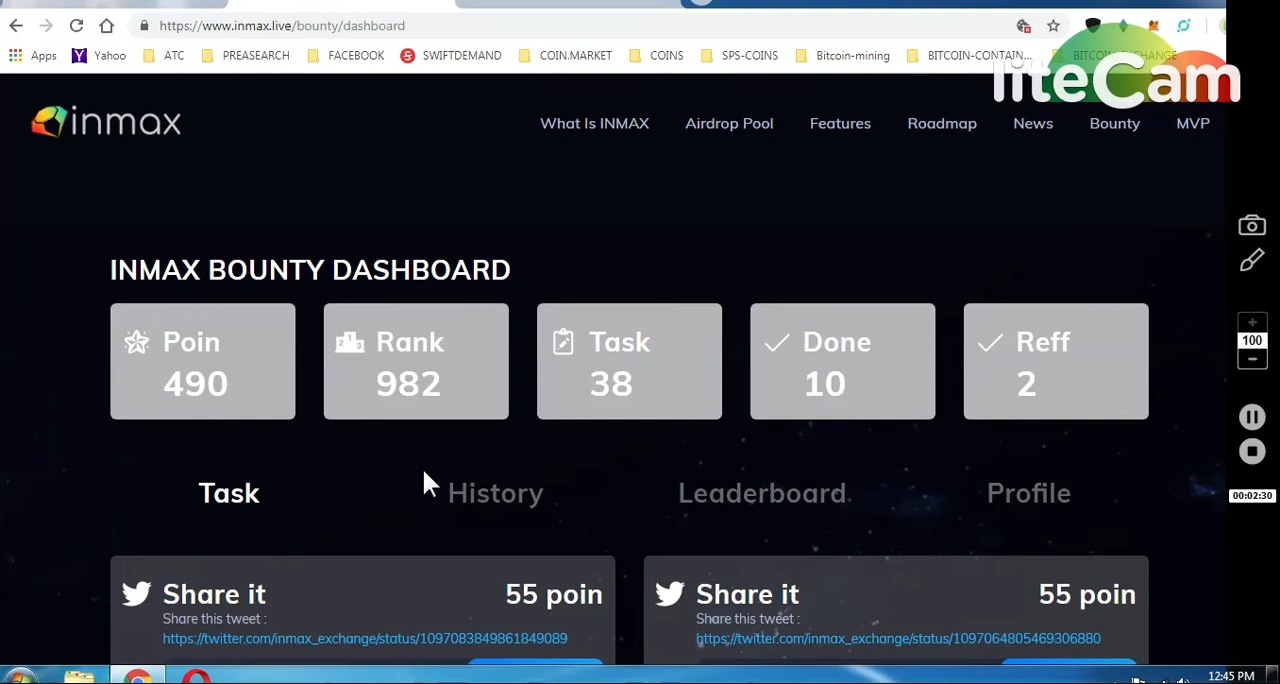 https://www.inmax.live/bounty/dashboard
Apps Yahoo ATC PREASEARCH FACEBOOK SWIFTDEMAND COIN.MARKET COINS SPS-COINS Bitcoin-mining BITCOIN-CONTAIN... BITCOIN-EXCHANGE
liteCam
inmax
What Is INMAX Airdrop Pool Features Roadmap News Bounty MVP
INMAX BOUNTY DASHBOARD
Poin Rank Task Done Reff
490 982 38 10 2
100
Task History Leaderboard Profile
00:02:30
Share it 55 poin Share it 55 poin
Share this tweet : Share this tweet :
https://twitter.com/inmax_exchange/status/1097083849861849089 https://twitter.com/inmax_exchange/status/1097064805469306880
12:45 PM